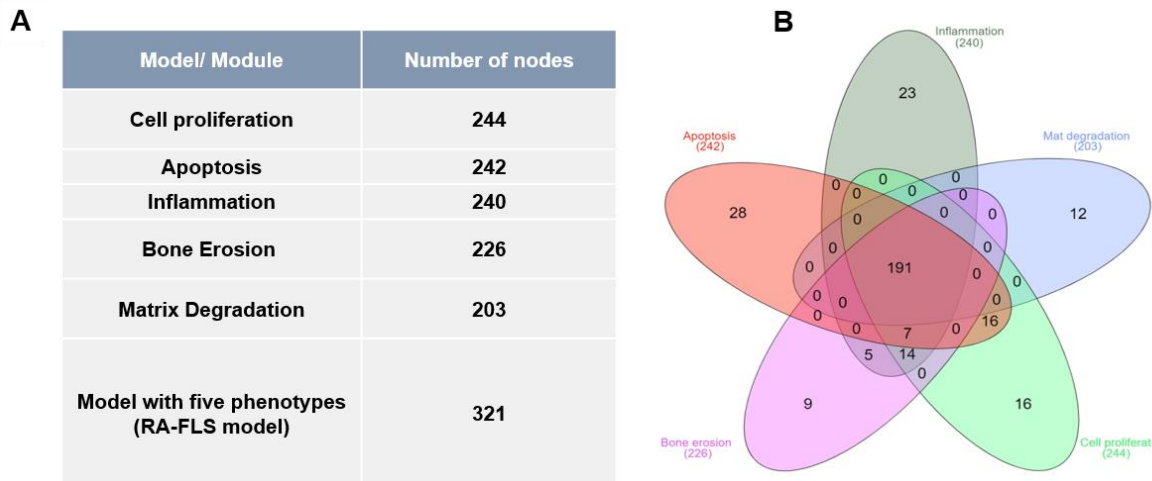 A
Model/ Module Number of nodes
Cell proliferation 244
Apoptosis 242
Inflammation 240
Bone Erosion 226
Matrix Degradation 203
Model with five phenotypes
(RA-FLS model) 321
B
Inflammation
(240)
23
Apoptosis
(242)
Mat degradation
(203)
0 0 0 0
0 0
28 0 0 0 12
0 0
0 191 0 0
0 0 0
0 0 7 0 16
5 14
0
9 16
Bone erosion
(226)
Cell proliferat
(244)